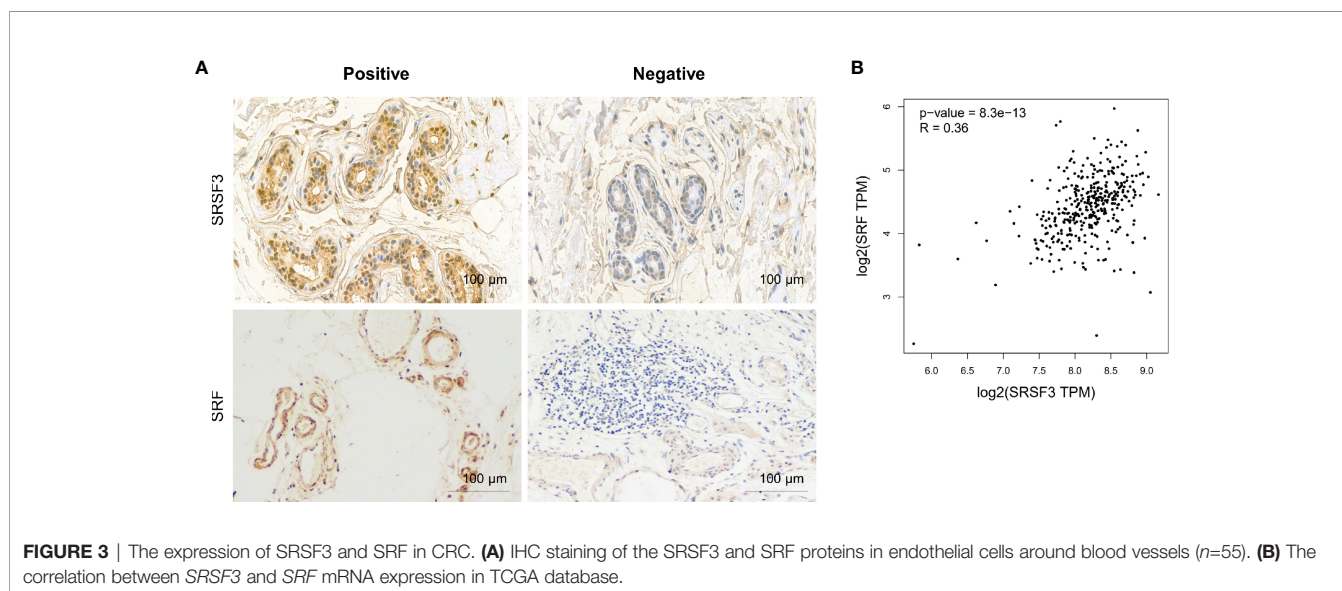 A
Positive
Negative
B
SRSF3
100 µm
100 µm
SRF
100 µm
100 µm
p-value = 8.3e−13
R = 0.36
log2(SRF TPM)
6
5
4
3
6.0 6.5 7.0 7.5 8.0 8.5 9.0
log2(SRSF3 TPM)
FIGURE 3 | The expression of SRSF3 and SRF in CRC. (A) IHC staining of the SRSF3 and SRF proteins in endothelial cells around blood vessels (n=55). (B) The
correlation between SRSF3 and SRF mRNA expression in TCGA database.